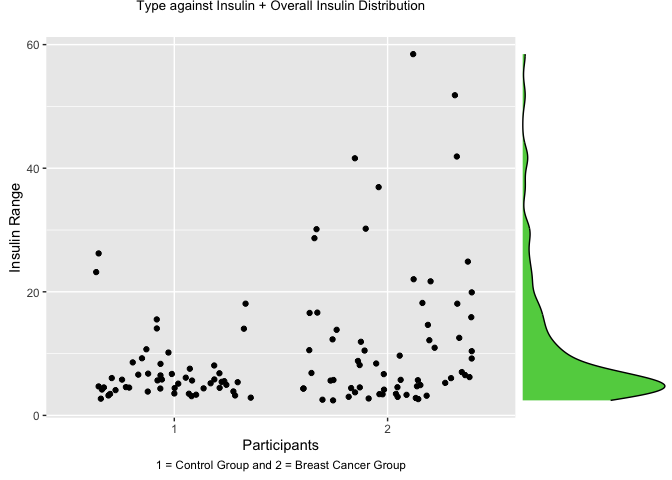 Type against Insulin + Overall Insulin Distribution
60
40
20
0
Insulin Range
1 2
Participants
1 = Control Group and 2 = Breast Cancer Group